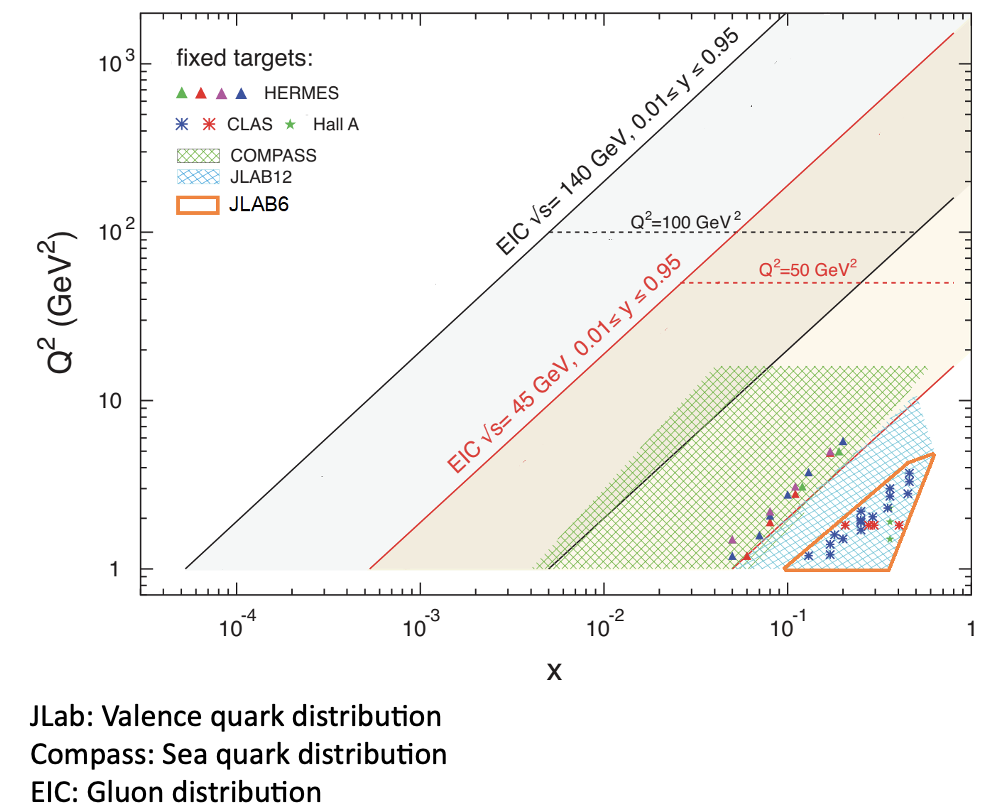 fixed targets:
HERMES
CLAS Hall A
COMPASS
JLAB12
JLAB6
EIC √s= 140 GeV, 0.01≤ y ≤ 0.95
EIC √s= 45 GeV, 0.01≤ y ≤ 0.95
Q²=100 GeV²
Q²=50 GeV²
Q² (GeV²)
10³
10²
10
1
10⁻⁴ 10⁻³ 10⁻² 10⁻¹ 1
x
JLab: Valence quark distribution
Compass: Sea quark distribution
EIC: Gluon distribution